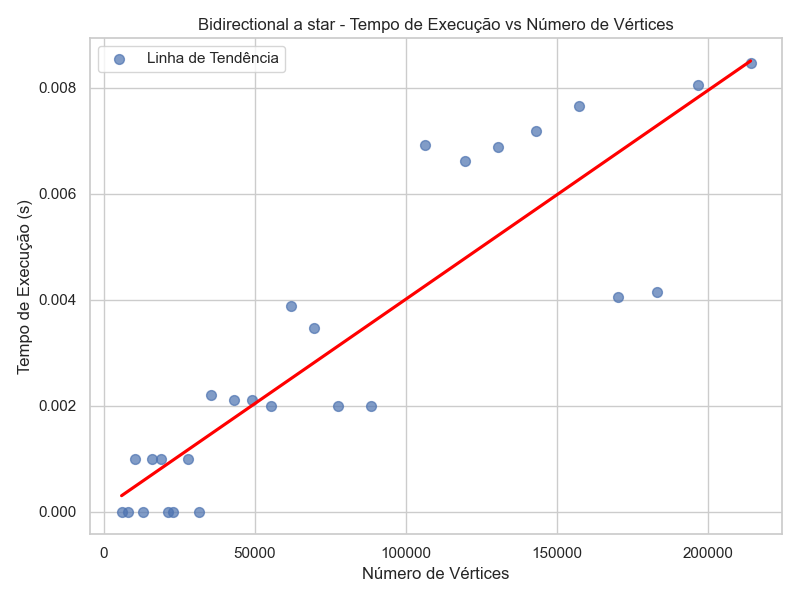 Bidirectional a star - Tempo de Execução vs Número de Vértices
Linha de Tendência
0.008
0.006
0.004
0.002
0.000
Tempo de Execução (s)
0
50000
100000
150000
200000
Número de Vértices